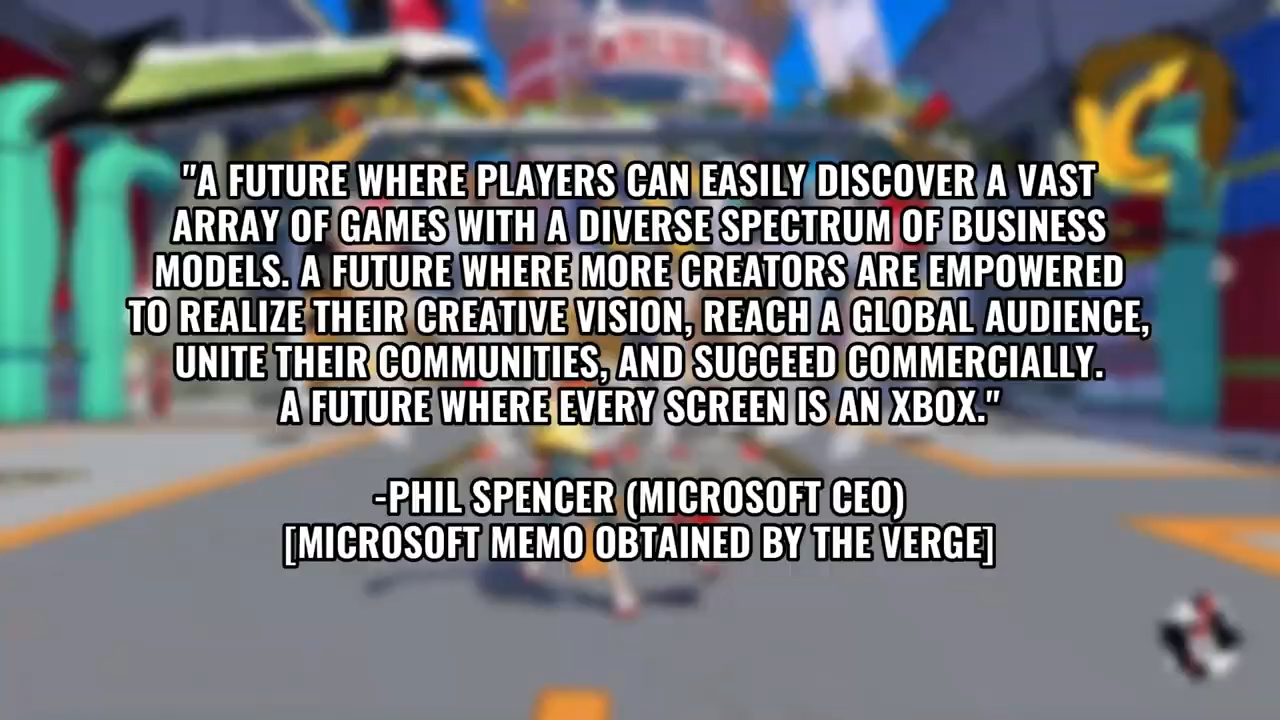 "A FUTURE WHERE PLAYERS CAN EASILY DISCOVER A VAST
ARRAY OF GAMES WITH A DIVERSE SPECTRUM OF BUSINESS
MODELS. A FUTURE WHERE MORE CREATORS ARE EMPOWERED
TO REALIZE THEIR CREATIVE VISION, REACH A GLOBAL AUDIENCE,
UNITE THEIR COMMUNITIES, AND SUCCEED COMMERCIALLY.
A FUTURE WHERE EVERY SCREEN IS AN XBOX."
-PHIL SPENCER (MICROSOFT CEO)
[MICROSOFT MEMO OBTAINED BY THE VERGE]